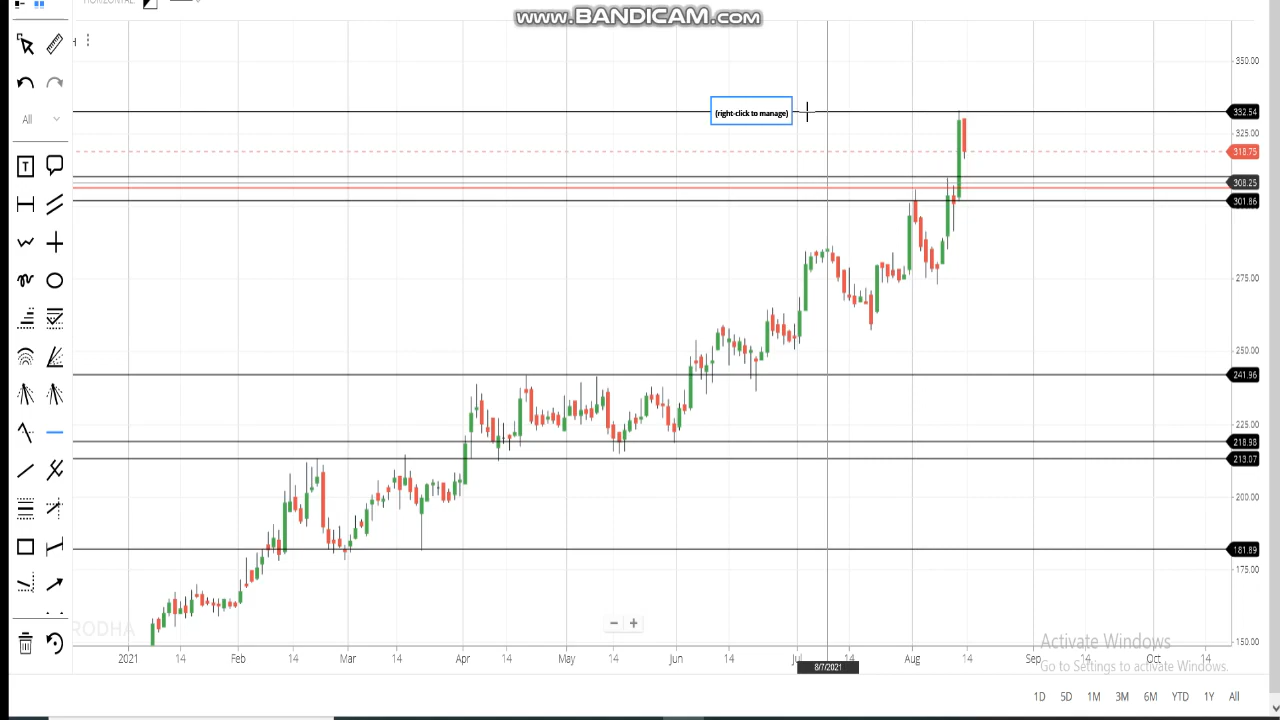 www.BANDICAM.com
HORIZONTAL
H
350.00
(right-click to manage)
332.54
325.00
318.75
308.25
301.86
275.00
250.00
241.96
225.00
218.98
213.07
200.00
181.89
175.00
150.00
All
T
RODHA
Activate Windows
Go to Settings to activate Windows.
2021 14 Feb 14 Mar 14 Apr 14 May 14 Jun 14 Jul 14 Aug 14 Sep 14 Oct 14
8/7/2021
1D 5D 1M 3M 6M YTD 1Y All